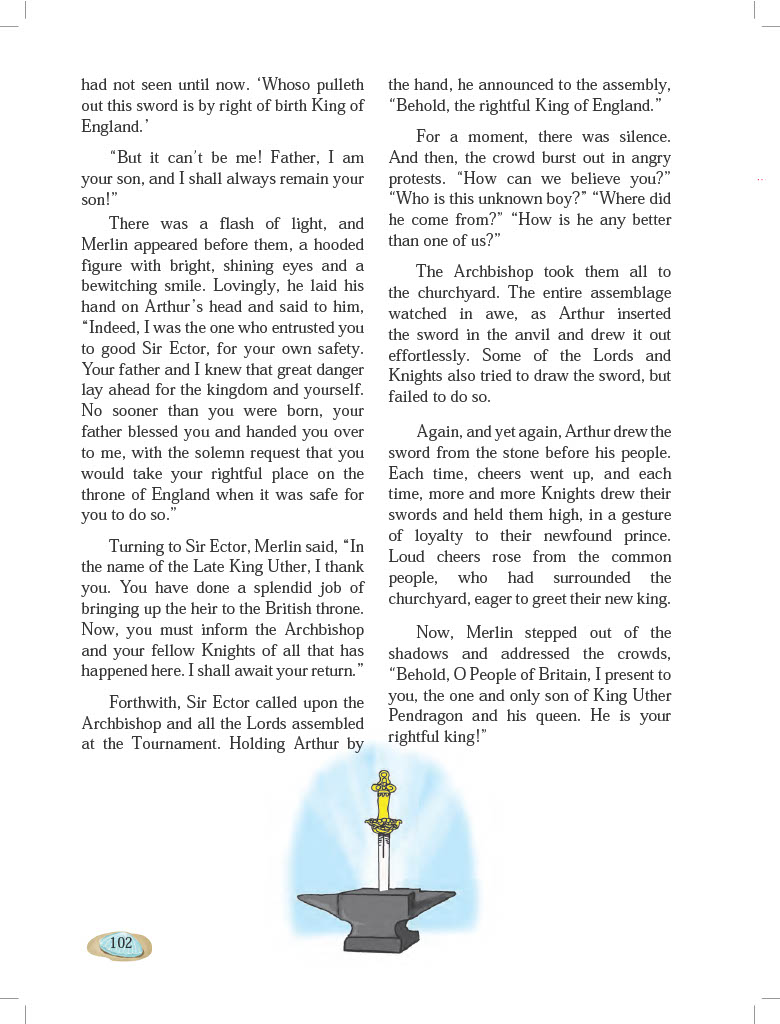 had not seen until now. ‘Whoso pulleth
out this sword is by right of birth King of
England.’
“But it can’t be me! Father, I am
your son, and I shall always remain your
son!”
There was a flash of light, and
Merlin appeared before them, a hooded
figure with bright, shining eyes and a
bewitching smile. Lovingly, he laid his
hand on Arthur’s head and said to him,
“Indeed, I was the one who entrusted you
to good Sir Ector, for your own safety.
Your father and I knew that great danger
lay ahead for the kingdom and yourself.
No sooner than you were born, your
father blessed you and handed you over
to me, with the solemn request that you
would take your rightful place on the
throne of England when it was safe for
you to do so.”
Turning to Sir Ector, Merlin said, “In
the name of the Late King Uther, I thank
you. You have done a splendid job of
bringing up the heir to the British throne.
Now, you must inform the Archbishop
and your fellow Knights of all that has
happened here. I shall await your return.”
Forthwith, Sir Ector called upon the
Archbishop and all the Lords assembled
at the Tournament. Holding Arthur by
the hand, he announced to the assembly,
“Behold, the rightful King of England.”
For a moment, there was silence.
And then, the crowd burst out in angry
protests. “How can we believe you?”
“Who is this unknown boy?” “Where did
he come from?” “How is he any better
than one of us?”
The Archbishop took them all to
the churchyard. The entire assemblage
watched in awe, as Arthur inserted
the sword in the anvil and drew it out
effortlessly. Some of the Lords and
Knights also tried to draw the sword, but
failed to do so.
Again, and yet again, Arthur drew the
sword from the stone before his people.
Each time, cheers went up, and each
time, more and more Knights drew their
swords and held them high, in a gesture
of loyalty to their newfound prince.
Loud cheers rose from the common
people, who had surrounded the
churchyard, eager to greet their new king.
Now, Merlin stepped out of the
shadows and addressed the crowds,
“Behold, O People of Britain, I present to
you, the one and only son of King Uther
Pendragon and his queen. He is your
rightful king!”
102